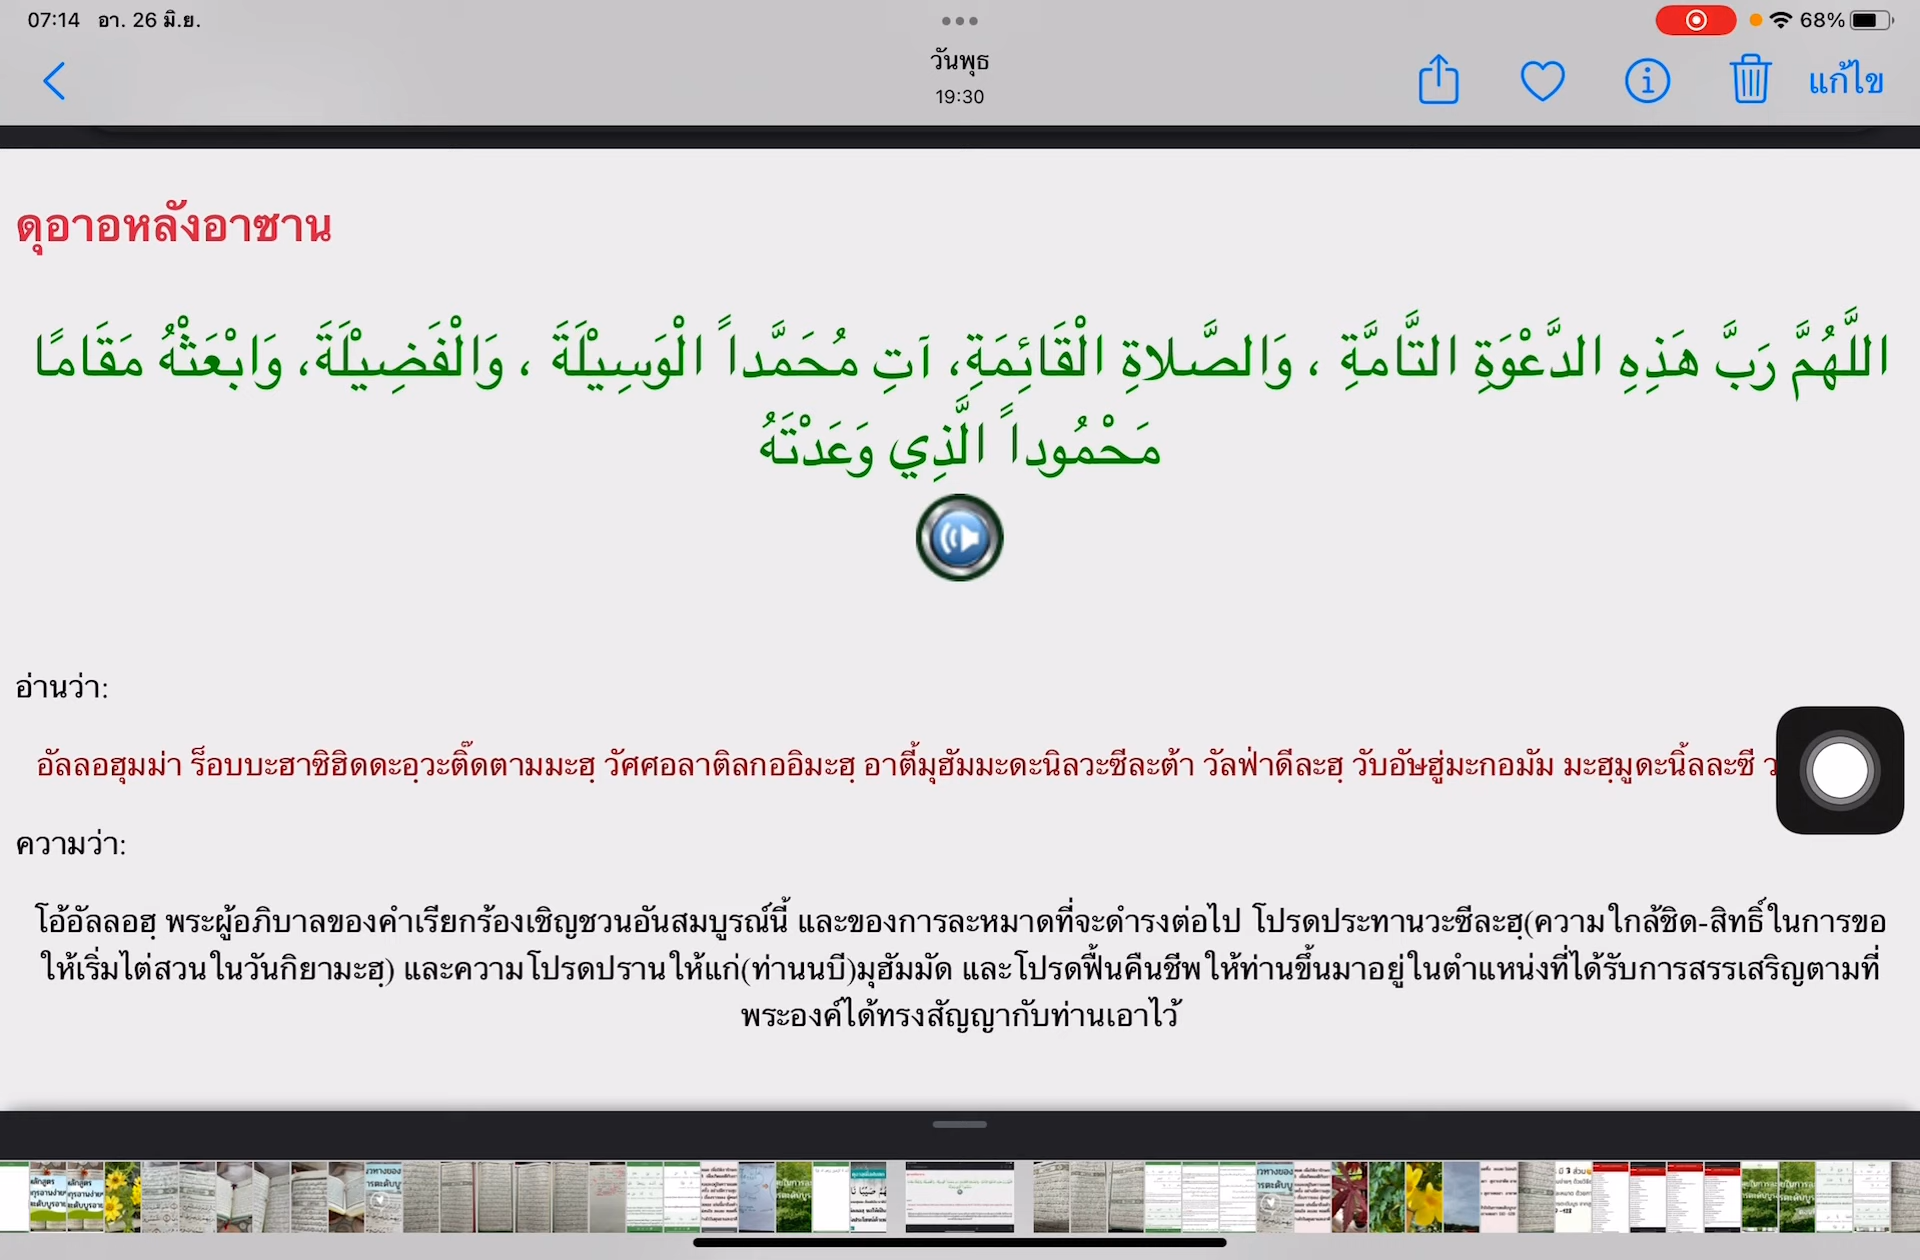 07:14 อา. 26 มิ.ย.
68%
วันพุธ
19:30
แก้ไข
ดุอาอหลังอาซาน
اللَّهُمَّ رَبَّ هَذِهِ الدَّعْوَةِ التَّامَّةِ ، وَالصَّلاةِ الْقَائِمَةِ، آتِ مُحَمَّداً الْوَسِيْلَةَ ، وَالْفَضِيْلَةَ، وَابْعَثْهُ مَقَامًا
مَحْمُوداً الَّذِي وَعَدْتَهُ
อ่านว่า:
อัลลอฮุมม่า ร็อบบะฮาซิฮิดดะอฺวะติ๊ดตามมะฮฺ วัศศอลาติลกออิมะฮฺ อาตี้มุฮัมมะดะนิลวะซีละต้า วัลฟ่าดีละฮฺ วับอัษฮู่มะกอมัม มะฮฺมูดะนิ้ลละซี ว
ความว่า:
โอ้อัลลอฮฺ พระผู้อภิบาลของคำเรียกร้องเชิญชวนอันสมบูรณ์นี้ และของการละหมาดที่จะดำรงต่อไป โปรดประทานวะซีละฮฺ(ความใกล้ชิด-สิทธิ์ในการขอ
ให้เริ่มไต่สวนในวันกิยามะฮฺ) และความโปรดปรานให้แก่(ท่านนบี)มุฮัมมัด และโปรดฟื้นคืนชีพให้ท่านขึ้นมาอยู่ในตำแหน่งที่ได้รับการสรรเสริญตามที่
พระองค์ได้ทรงสัญญากับท่านเอาไว้